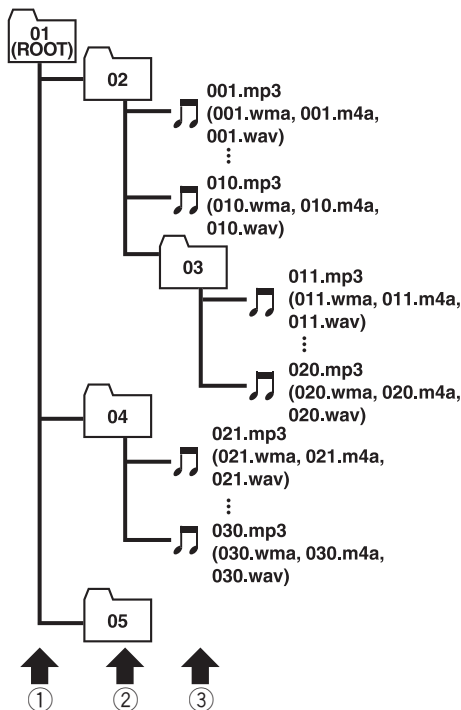 01
(ROOT)
02
001.mp3
(001.wma, 001.m4a,
001.wav)
010.mp3
(010.wma, 010.m4a,
010.wav)
03
011.mp3
(011.wma, 011.m4a,
011.wav)
020.mp3
(020.wma, 020.m4a,
020.wav)
04
021.mp3
(021.wma, 021.m4a,
021.wav)
030.mp3
(030.wma, 030.m4a,
030.wav)
05
① ② ③